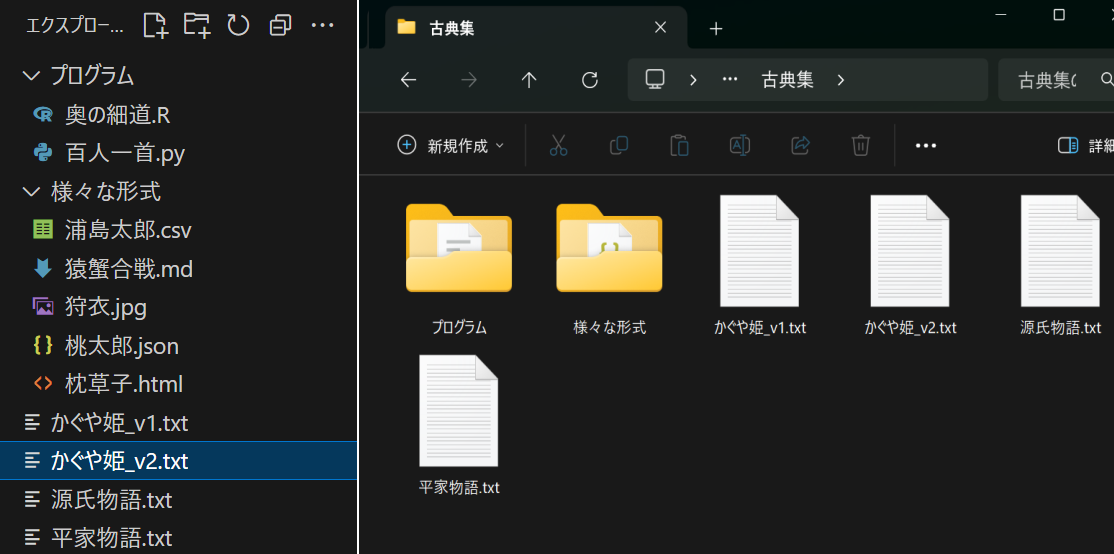 エクスプロー...
プログラム
奥の細道.R
百人一首.py
様々な形式
浦島太郎.csv
猿蟹合戦.md
狩衣.jpg
桃太郎.json
枕草子.html
かぐや姫_v1.txt
かぐや姫_v2.txt
源氏物語.txt
平家物語.txt
古典集
古典集
古典集の
新規作成
詳細
プログラム
様々な形式
かぐや姫_v1.txt
かぐや姫_v2.txt
源氏物語.txt
平家物語.txt